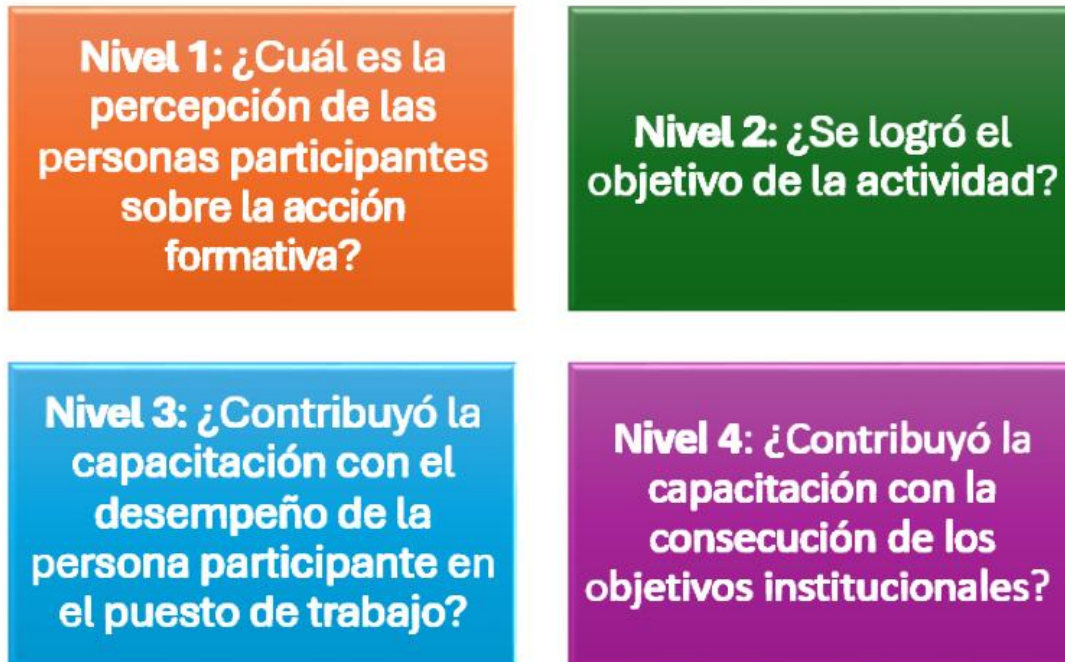 Nivel 1: ¿Cuál es la
percepción de las
personas participantes
sobre la acción
formativa?
Nivel 2: ¿Se logró el
objetivo de la actividad?
Nivel 3: ¿Contribuyó la
capacitación con el
desempeño de la
persona participante en
el puesto de trabajo?
Nivel 4: ¿Contribuyó la
capacitación con la
consecución de los
objetivos institucionales?